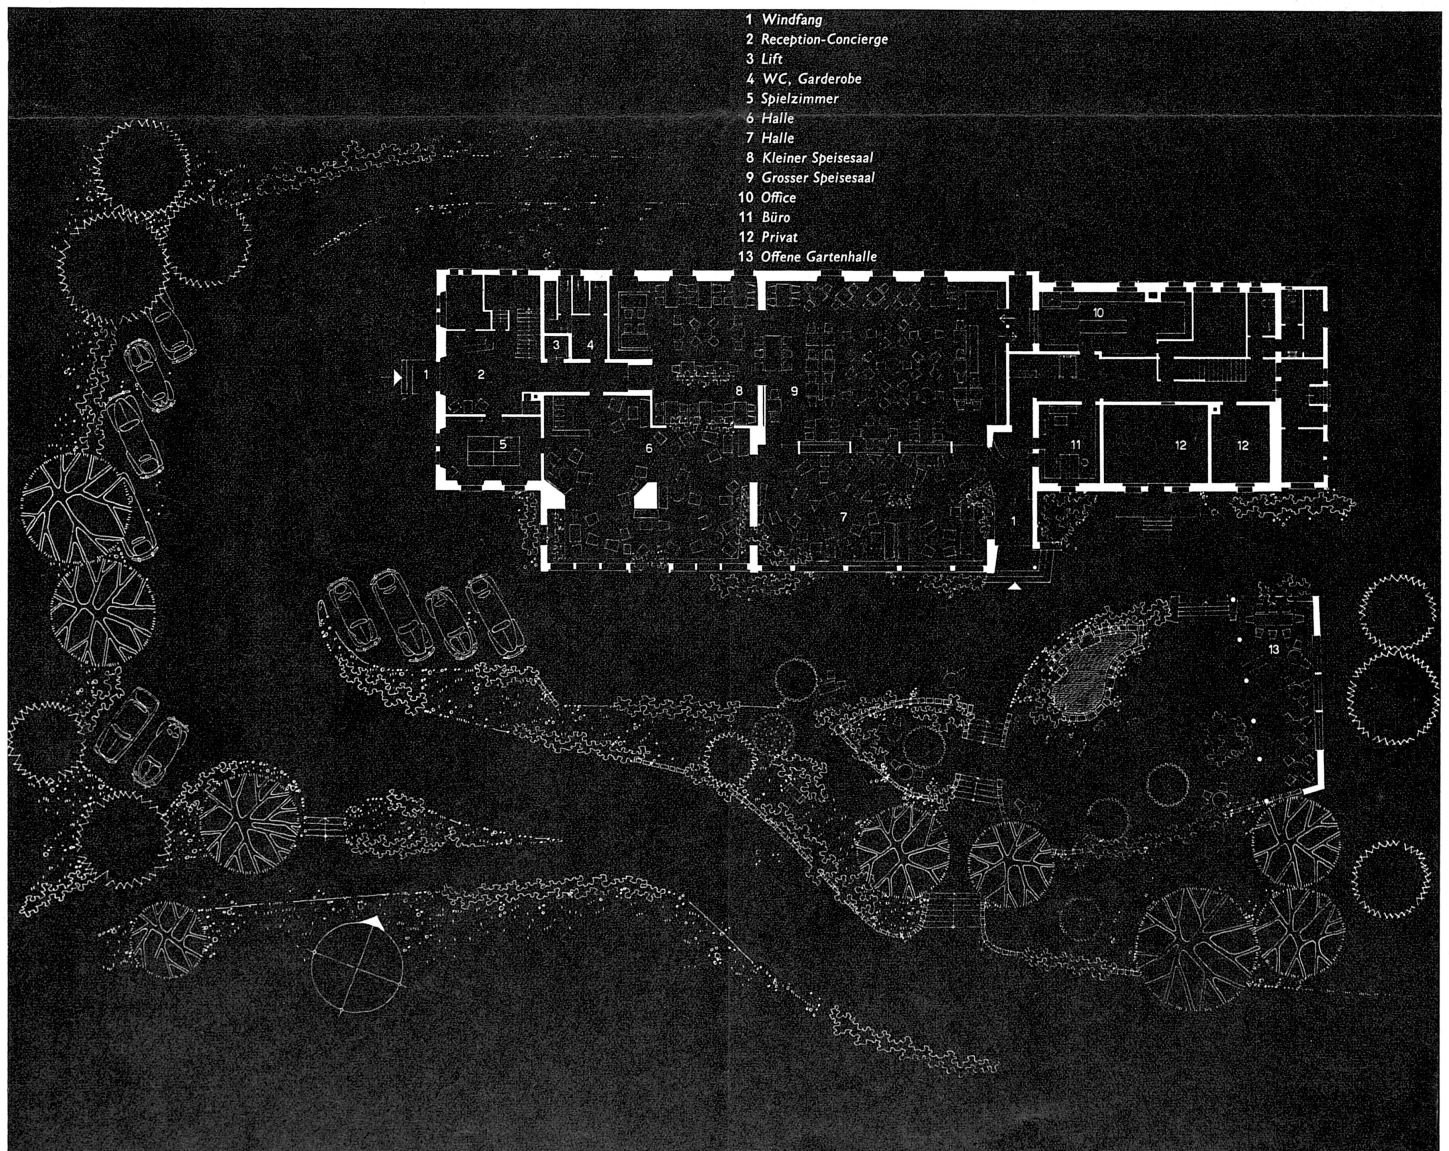 1 Windfang
2 Reception-Concierge
3 Lift
4 WC, Garderobe
5 Spielzimmer
6 Halle
7 Halle
8 Kleiner Speisesaal
9 Grosser Speisesaal
10 Office
11 Büro
12 Privat
13 Offene Gartenhalle
10
3
4
1
2
8
9
5
6
11
12
12
7
1
13